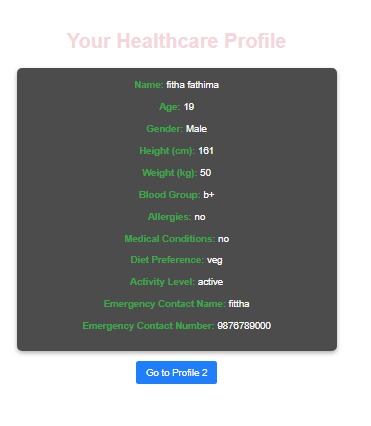 Your Healthcare Profile
Name: fitha fathima
Age: 19
Gender: Male
Height (cm): 161
Weight (kg): 50
Blood Group: b+
Allergies: no
Medical Conditions: no
Diet Preference: veg
Activity Level: active
Emergency Contact Name: fittha
Emergency Contact Number: 9876789000
Go to Profile 2